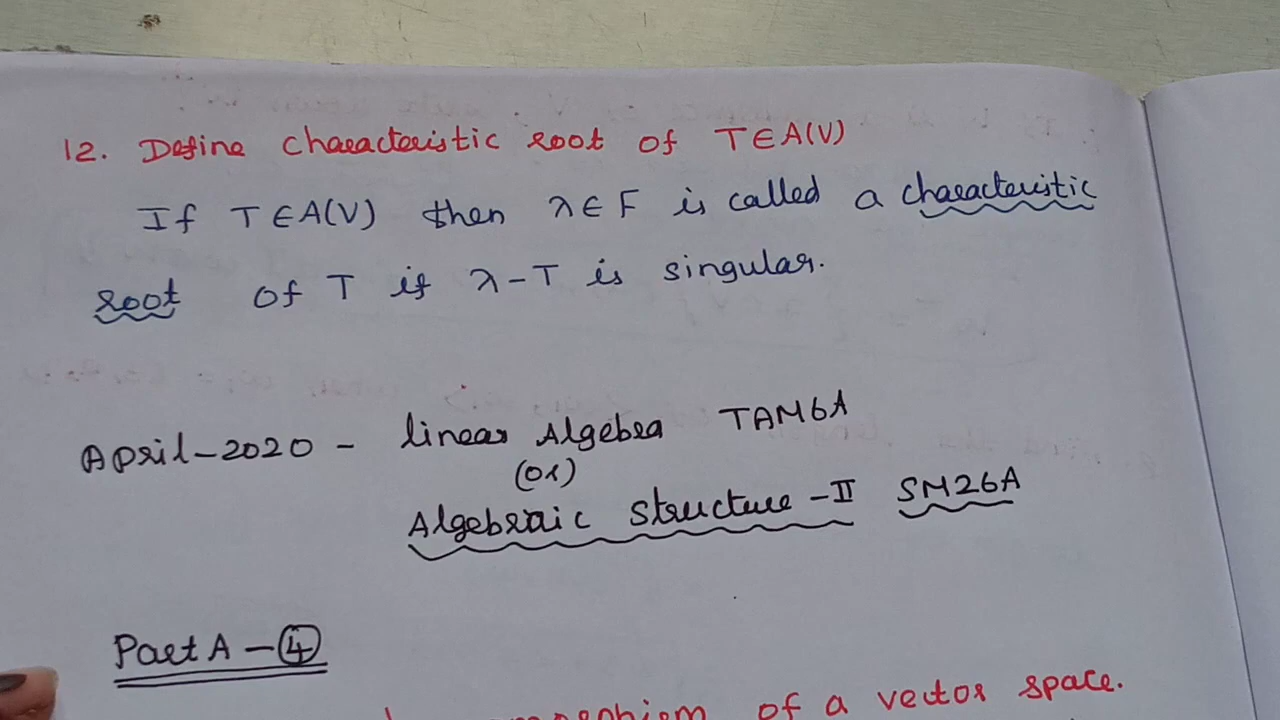 12. Define characteristic root of T∈A(V)
If T∈A(V) then λ∈F is called a characteristic
root of T if λ-T is singular.
April-2020 - linear Algebra TAM6A
(or)
Algebraic structure-II SM26A
Part A - 4
of a vector space.